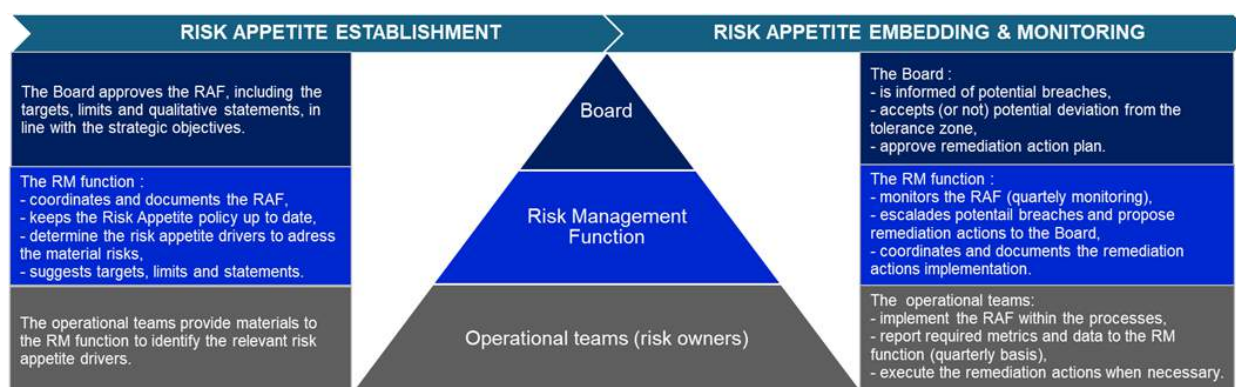 RISK APPETITE ESTABLISHMENT
RISK APPETITE EMBEDDING & MONITORING
The Board approves the RAF, including the
targets, limits and qualitative statements, in
line with the strategic objectives.
Board
The Board :
- is informed of potential breaches,
- accepts (or not) potential deviation from the
tolerance zone,
- approve remediation action plan.
The RM function :
- coordinates and documents the RAF,
- keeps the Risk Appetite policy up to date,
- determine the risk appetite drivers to adress
the material risks,
- suggests targets, limits and statements.
Risk Management
Function
The RM function :
- monitors the RAF (quartely monitoring),
- escalades potentail breaches and propose
remediation actions to the Board,
- coordinates and documents the remediation
actions implementation.
The operational teams provide materials to
the RM function to identify the relevant risk
appetite drivers.
Operational teams (risk owners)
The operational teams:
- implement the RAF within the processes,
- report required metrics and data to the RM
function (quarterly basis),
- execute the remediation actions when necessary.